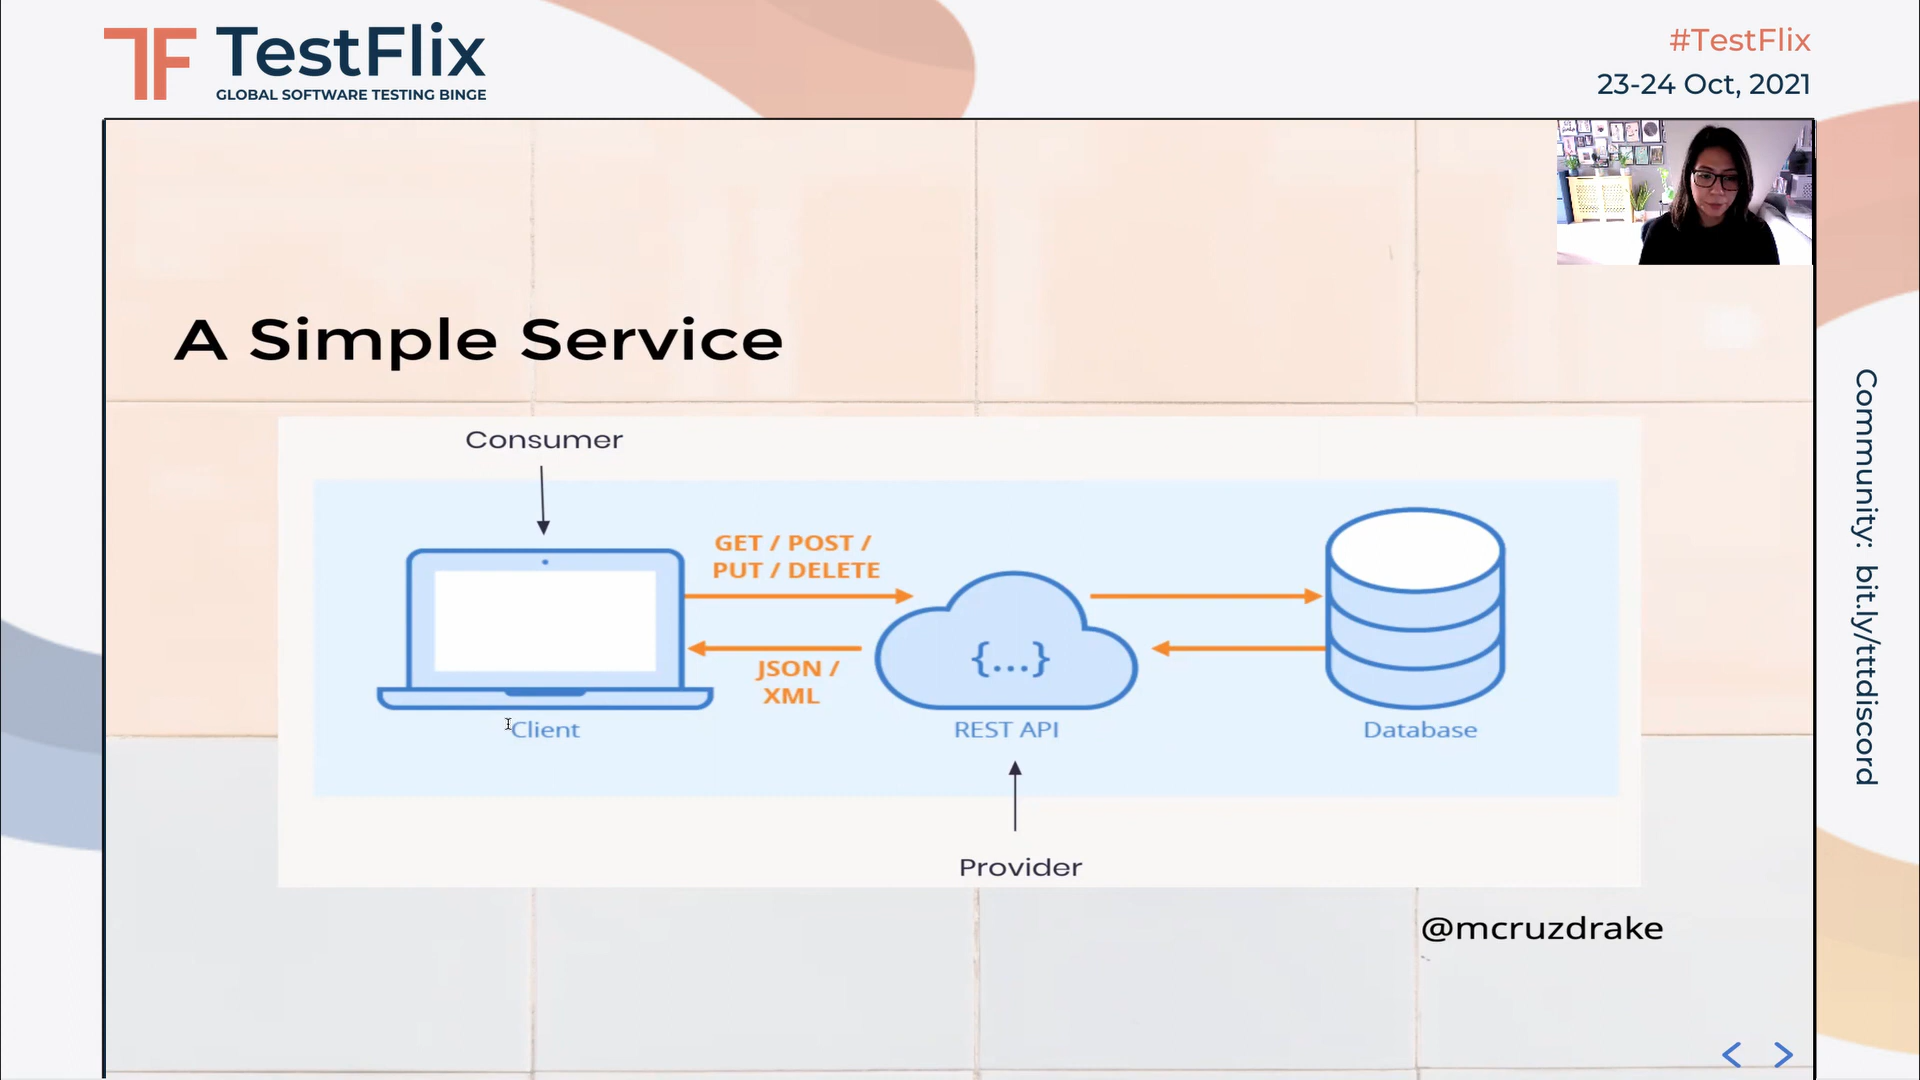 TF TestFlix
GLOBAL SOFTWARE TESTING BINGE
#TestFlix
23-24 Oct, 2021
A Simple Service
Consumer
GET / POST /
PUT / DELETE
JSON /
XML
{...}
Client
REST API
Database
Provider
@mcruzdrake
Community: bit.ly/tttdiscord